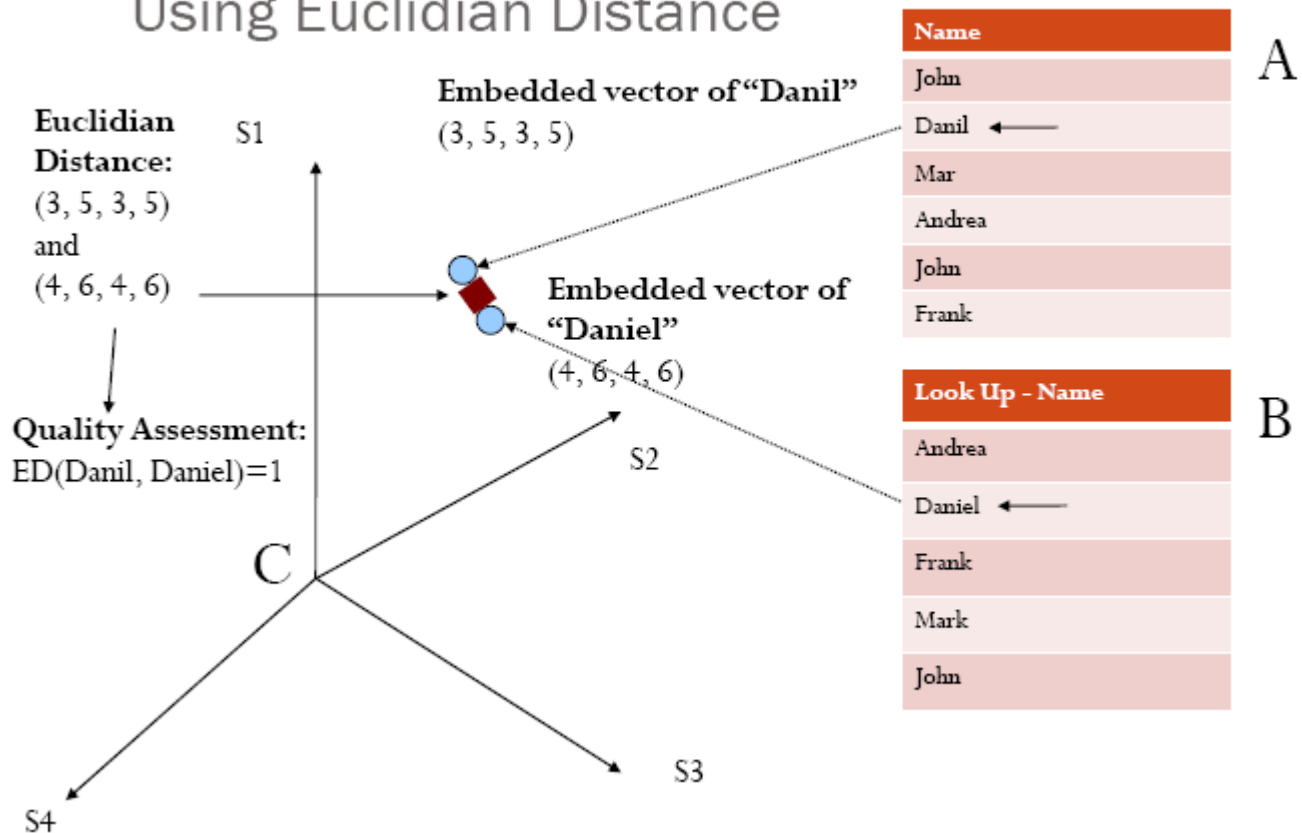 Using Euclidian Distance
Euclidian
Distance:
(3, 5, 3, 5)
and
(4, 6, 4, 6)
Quality Assessment:
ED(Danil, Daniel)=1
S1
Embedded vector of “Danil”
(3, 5, 3, 5)
Embedded vector of
“Daniel”
(4, 6, 4, 6)
S2
C
S3
S4
Name
John
Danil
Mar
Andrea
John
Frank
A
Look Up - Name
Andrea
Daniel
Frank
Mark
John
B